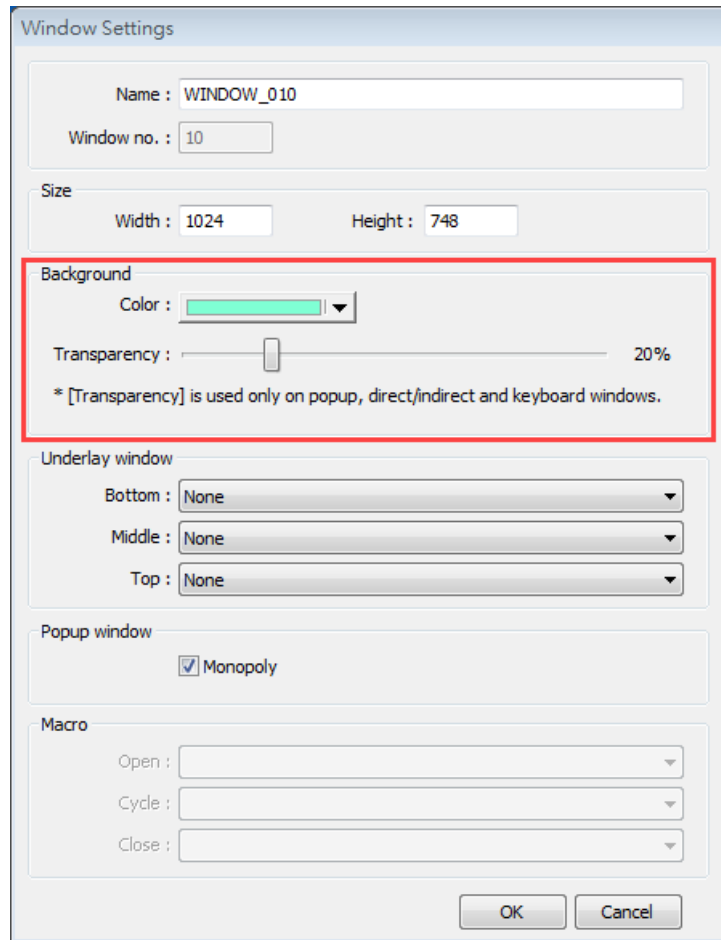 Window Settings
Name : WINDOW_010
Window no. : 10
Size
Width : 1024 Height : 748
Background
Color :
Transparency : 20%
* [Transparency] is used only on popup, direct/indirect and keyboard windows.
Underlay window
Bottom : None
Middle : None
Top : None
Popup window
Monopoly
Macro
Open :
Cycle :
Close :
OK Cancel